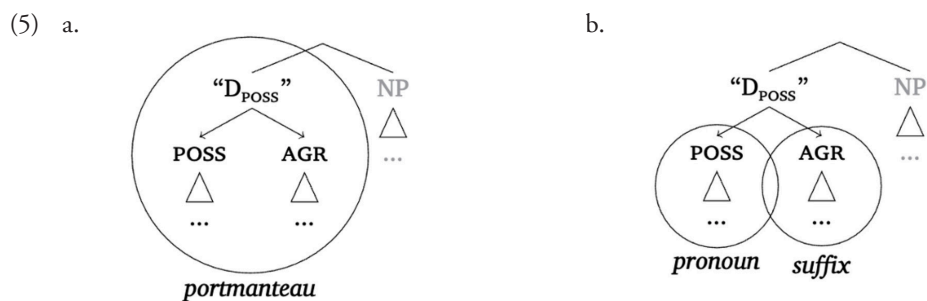 (5) a. b.
“D_POSS” NP “D_POSS” NP
... ...
POSS AGR POSS AGR
... ... ... ...
pronoun suffix
portmanteau